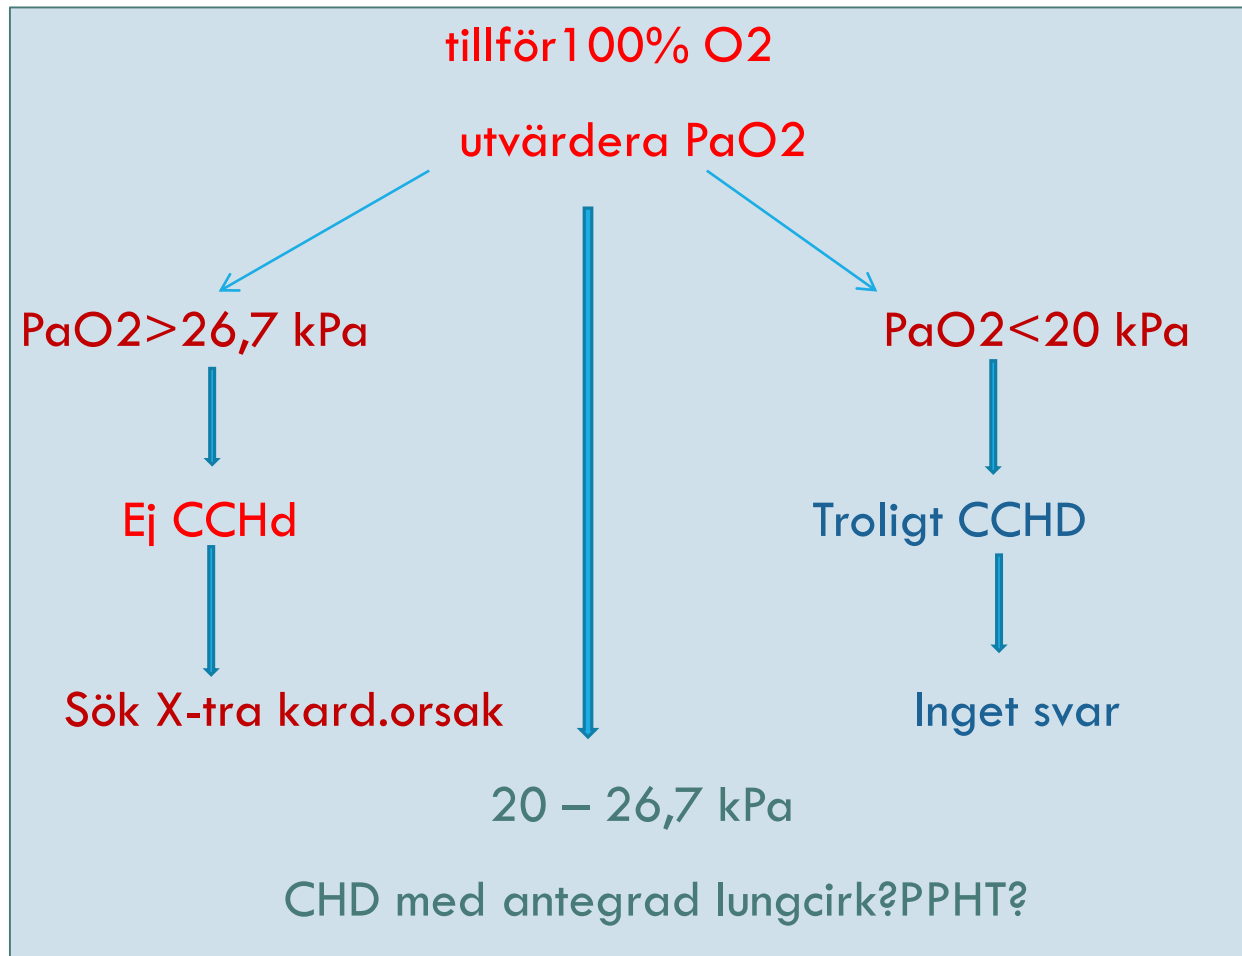 tillför100% O2
utvärdera PaO2
PaO2>26,7 kPa
PaO2<20 kPa
Ej CCHd
Troligt CCHD
Sök X-tra kard.orsak
Inget svar
20 – 26,7 kPa
CHD med antegrad lungcirk?PPHT?